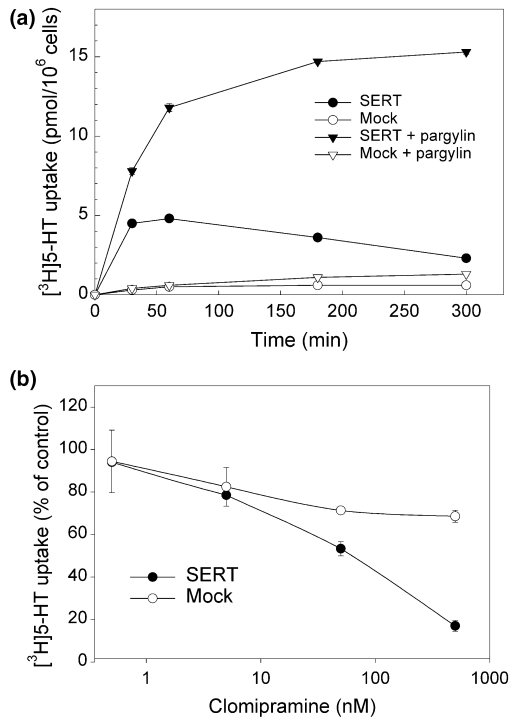 (a)
[³H]5-HT uptake (pmol/10⁶ cells)
15
10
5
0
SERT
Mock
SERT + pargylin
Mock + pargylin
0 50 100 150 200 250 300
Time (min)
(b)
[³H]5-HT uptake (% of control)
120
100
80
60
40
20
0
SERT
Mock
1 10 100 1000
Clomipramine (nM)